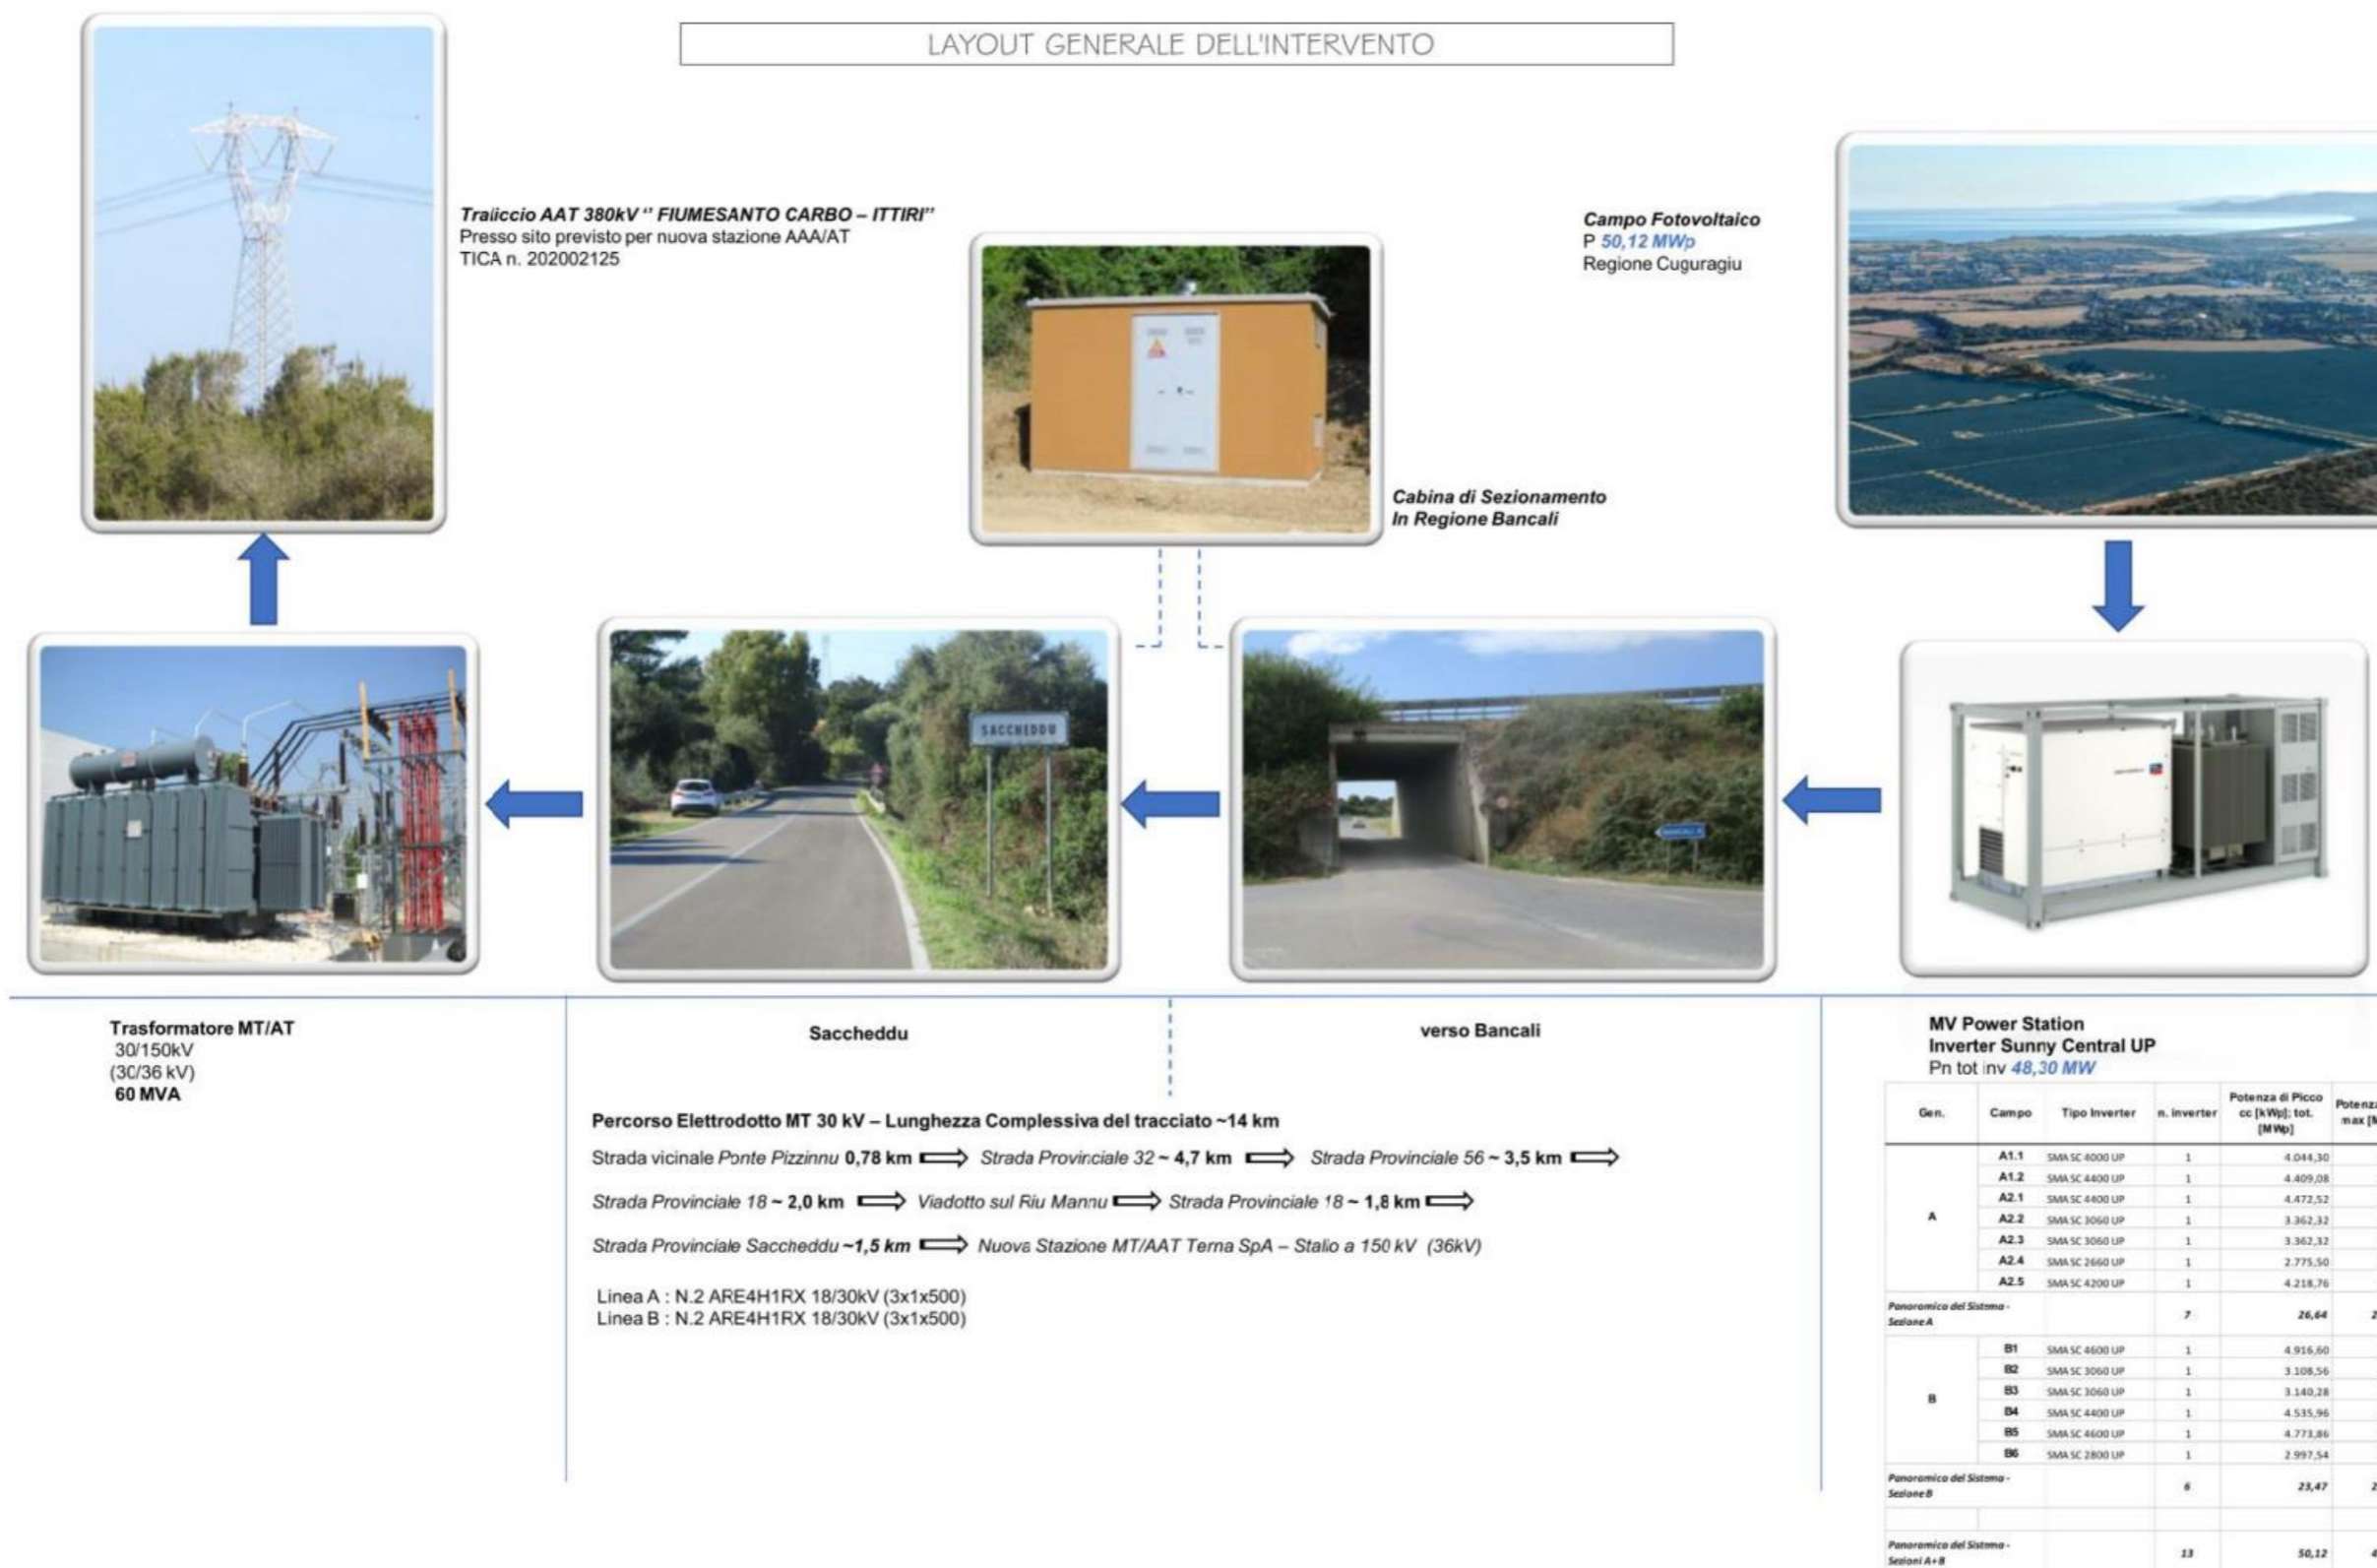 LAYOUT GENERALE DELL'INTERVENTO
Traliccio AAT 380kV “ FIUMESANTO CARBO – ITTIRI”
Presso sito previsto per nuova stazione AAA/AT
TICA n. 202002125
Campo Fotovoltaico
P 50,12 MWp
Regione Cuguragiu
Cabina di Sezionamento
In Regione Bancali
SACCHEDDU
BANCALI
Trasformatore MT/AT
30/150kV
(30/36 kV)
60 MVA
Saccheddu
verso Bancali
Percorso Elettrodotto MT 30 kV – Lunghezza Complessiva del tracciato ~14 km
Strada vicinale Ponte Pizzinnu 0,78 km Strada Provinciale 32 ~ 4,7 km Strada Provinciale 56 ~ 3,5 km
Strada Provinciale 18 ~ 2,0 km Viadotto sul Riu Mannu Strada Provinciale 18 ~ 1,8 km
Strada Provinciale Saccheddu ~1,5 km Nuova Stazione MT/AAT Terna SpA – Stallo a 150 kV (36kV)
Linea A : N.2 ARE4H1RX 18/30kV (3x1x500)
Linea B : N.2 ARE4H1RX 18/30kV (3x1x500)
MV Power Station
Inverter Sunny Central UP
Pn tot inv 48,30 MW
Gen. Campo Tipo Inverter n. inverter Potenza di Picco cc [kWp]; tot. [MWp]
A
A1.1 SMA SC 4000 UP 1 4.044,30
A1.2 SMA SC 4400 UP 1 4.409,08
A2.1 SMA SC 4400 UP 1 4.472,52
A2.2 SMA SC 3060 UP 1 3.362,32
A2.3 SMA SC 3060 UP 1 3.362,32
A2.4 SMA SC 2660 UP 1 2.775,50
A2.5 SMA SC 4200 UP 1 4.218,76
Panoramica del Sistema - Sezione A 7 26,64
B
B1 SMA SC 4600 UP 1 4.916,60
B2 SMA SC 3060 UP 1 3.108,56
B3 SMA SC 3060 UP 1 3.140,28
B4 SMA SC 4400 UP 1 4.535,96
B5 SMA SC 4600 UP 1 4.773,86
B6 SMA SC 2800 UP 1 2.997,54
Panoramica del Sistema - Sezione B 6 23,47
Panoramica del Sistema - Sezioni A+B 13 50,12